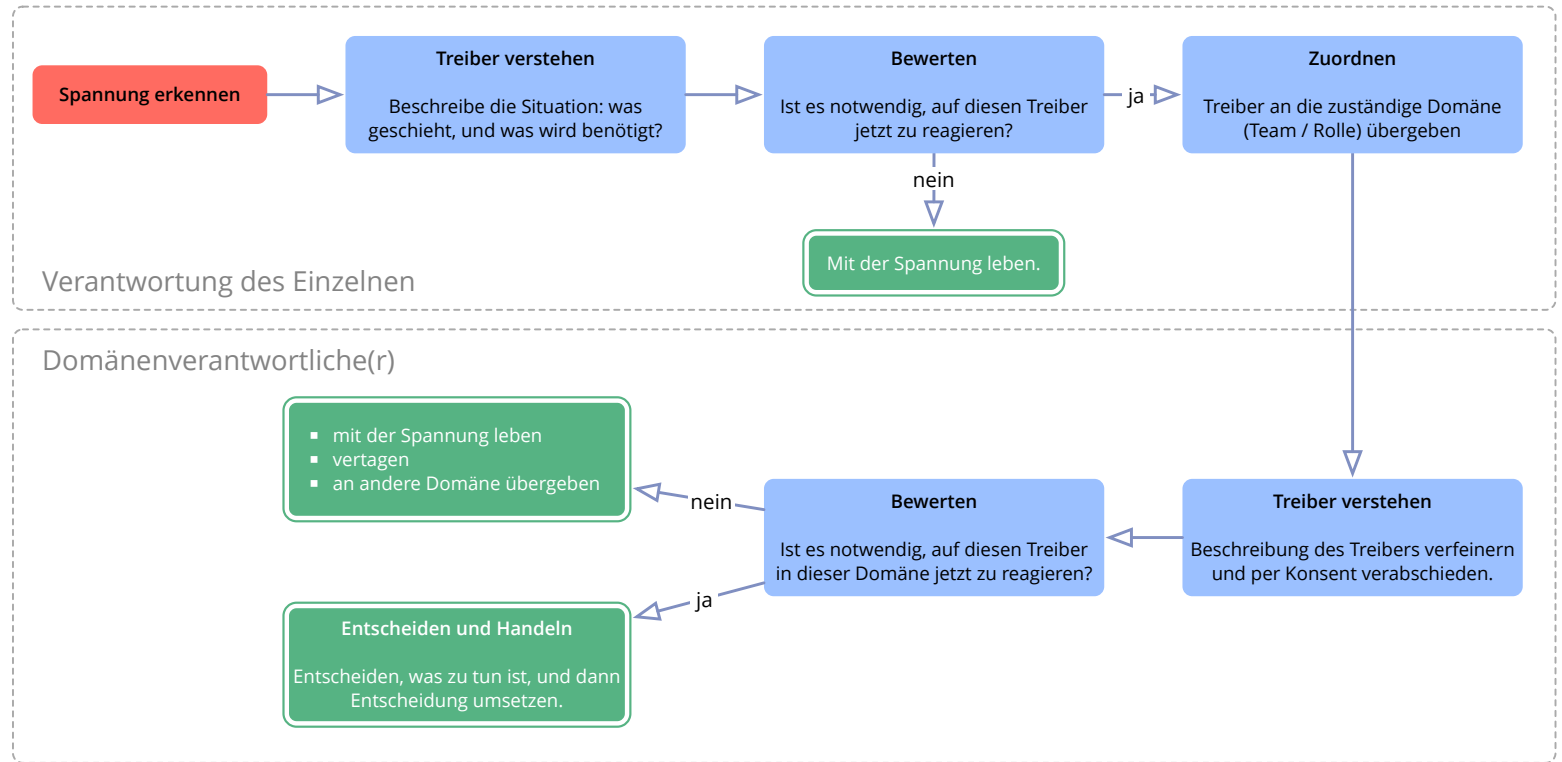 Spannung erkennen
Treiber verstehen
Beschreibe die Situation: was
geschieht, und was wird benötigt?
Bewerten
Ist es notwendig, auf diesen Treiber
jetzt zu reagieren?
ja
Zuordnen
Treiber an die zuständige Domäne
(Team / Rolle) übergeben
nein
Mit der Spannung leben.
Verantwortung des Einzelnen
Domänenverantwortliche(r)
Treiber verstehen
Beschreibung des Treibers verfeinern
und per Konsent verabschieden.
Bewerten
Ist es notwendig, auf diesen Treiber
in dieser Domäne jetzt zu reagieren?
nein
▪ mit der Spannung leben
▪ vertagen
▪ an andere Domäne übergeben
ja
Entscheiden und Handeln
Entscheiden, was zu tun ist, und dann
Entscheidung umsetzen.